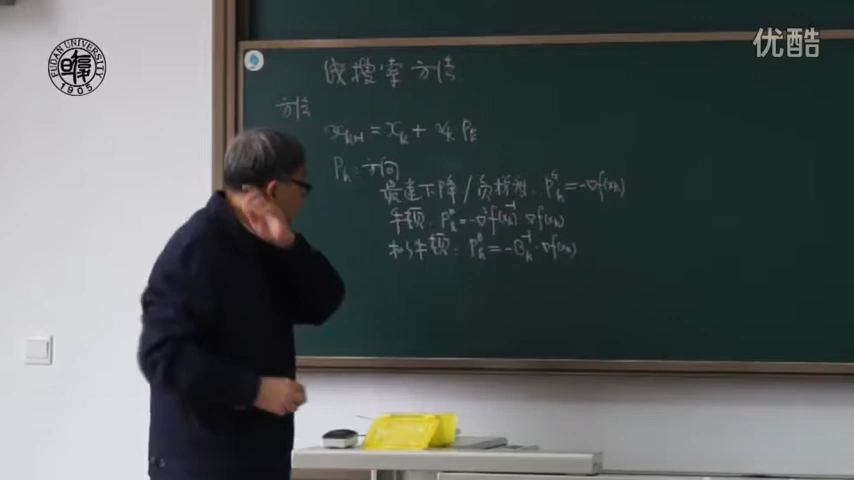 FUDAN UNIVERSITY
1905
优酷
线搜索方法
方法
x_{k+1} = x_k + α_k P_k
P_k: 方向
最速下降/负梯度: P_k^G = -∇f(x_k)
牛顿: P_k^N = -∇²f(x_k)^{-1}·∇f(x_k)
拟牛顿: P_k^B = -B_k^{-1}·∇f(x_k)